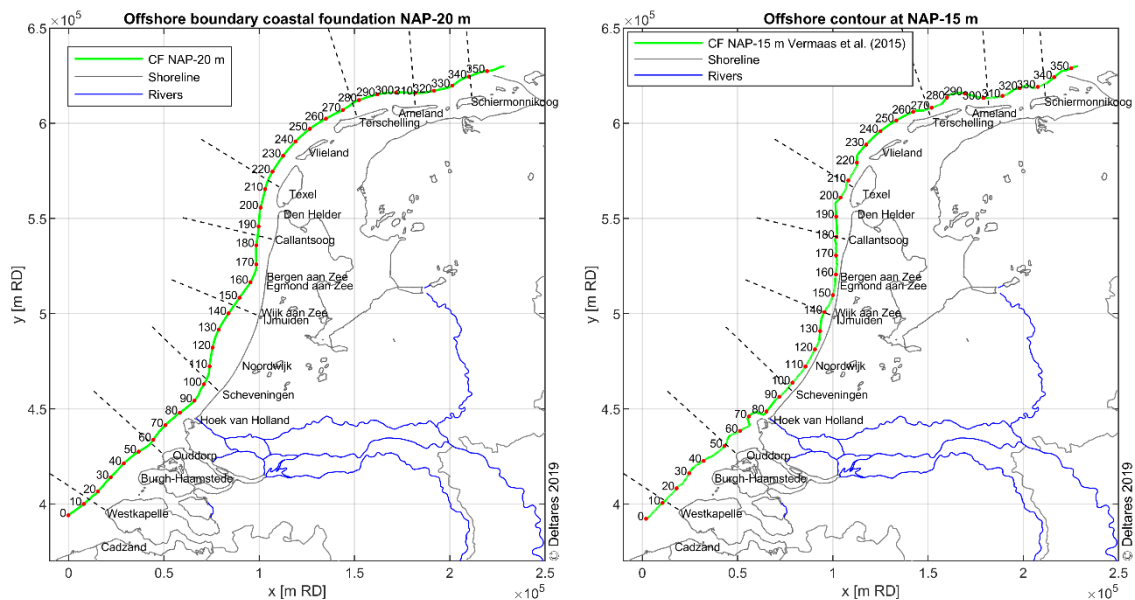 Offshore boundary coastal foundation NAP-20 m
×10⁵
6.5
6
5.5
5
4.5
4
y [m RD]
CF NAP-20 m
Shoreline
Rivers
0
10
20
30
40
50
60
70
80
90
100
110
120
130
140
150
160
170
180
190
200
210
220
230
240
250
260
270
280
290
300
310
320
330
340
350
Schiermonnikoog
Ameland
Terschelling
Vlieland
Texel
Den Helder
Callantsoog
Bergen aan Zee
Egmond aan Zee
Wijk aan Zee
IJmuiden
Noordwijk
Scheveningen
Hoek van Holland
Ouddorp
Burgh-Haamstede
Westkapelle
Cadzand
0
0.5
1
1.5
2
2.5
x [m RD]
×10⁵
© Deltares 2019
Offshore contour at NAP-15 m
×10⁵
6.5
6
5.5
5
4.5
4
y [m RD]
CF NAP-15 m Vermaas et al. (2015)
Shoreline
Rivers
0
10
20
30
40
50
60
70
80
90
100
110
120
130
140
150
160
170
180
190
200
210
220
230
240
250
260
270
280
290
300
310
320
330
340
350
Schiermonnikoog
Ameland
Terschelling
Vlieland
Texel
Den Helder
Callantsoog
Bergen aan Zee
Egmond aan Zee
Wijk aan Zee
IJmuiden
Noordwijk
Scheveningen
Hoek van Holland
Ouddorp
Burgh-Haamstede
Westkapelle
Cadzand
0
0.5
1
1.5
2
2.5
x [m RD]
×10⁵
© Deltares 2019